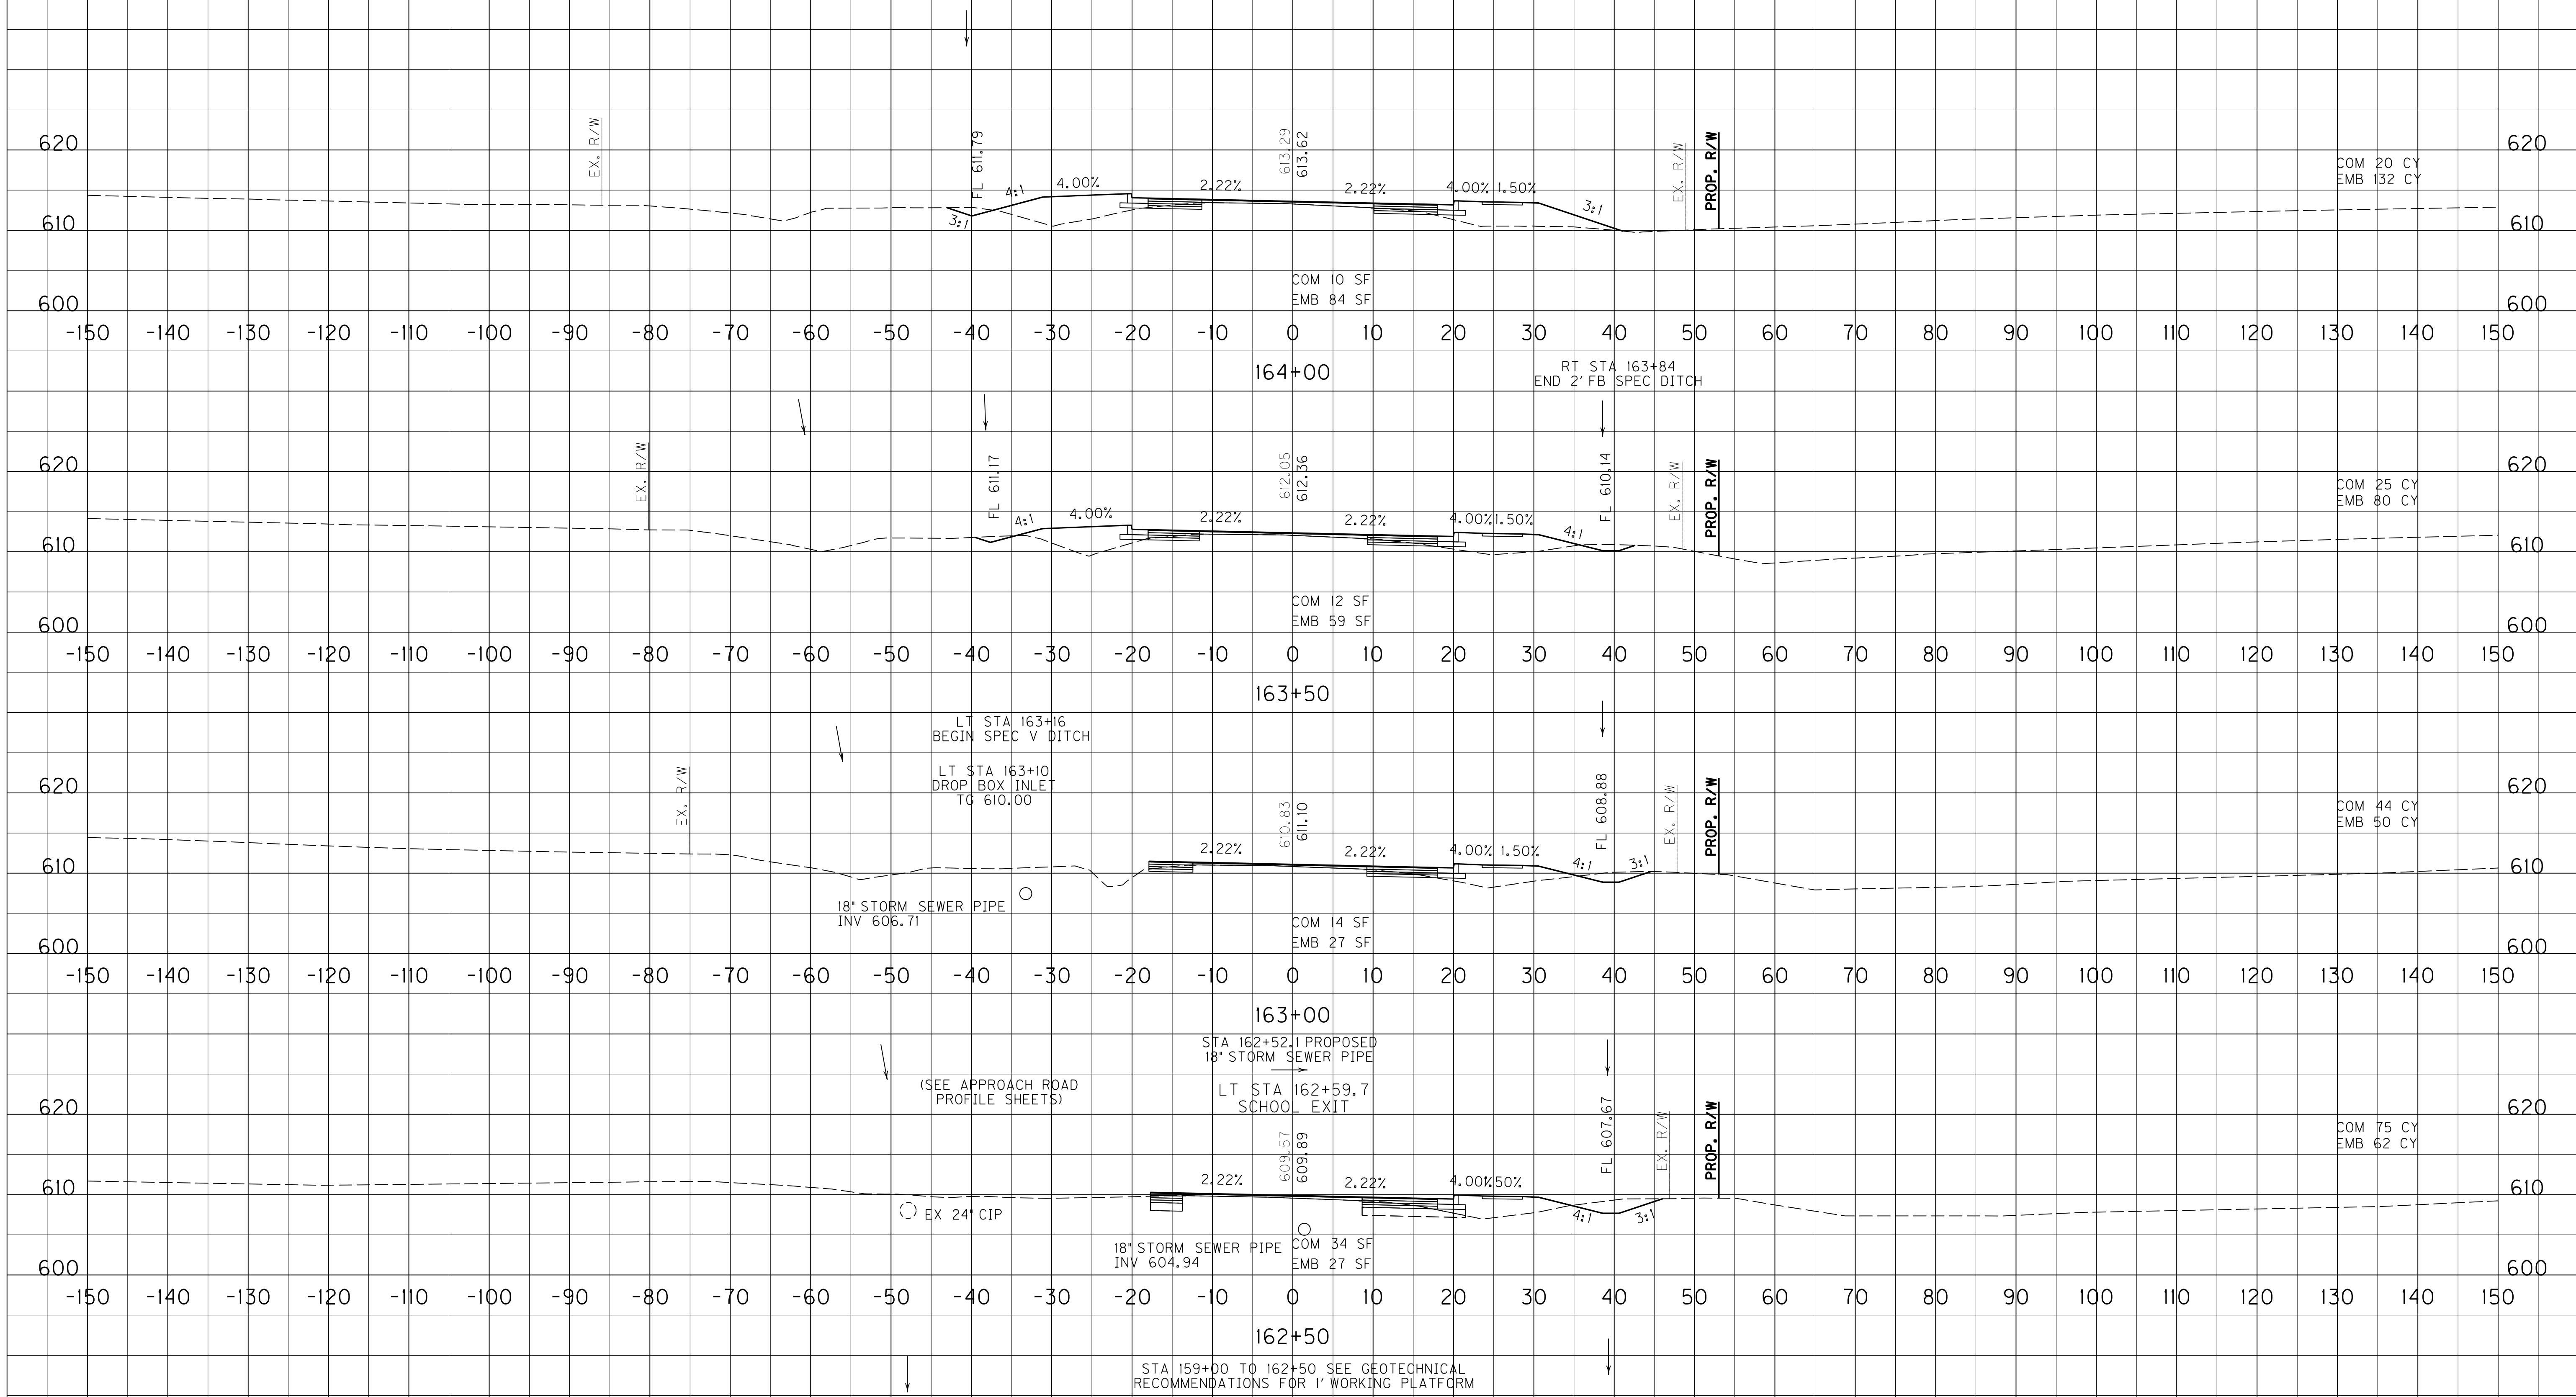 620
EX. R/W
FL 611.79
613.29
613.62
EX. R/W
PROP. R/W
620
COM 20 CY
EMB 132 CY
4:1
4.00%
2.22%
2.22%
4.00% 1.50%
3:1
3:1
610
610
COM 10 SF
EMB 84 SF
600
600
-150 -140 -130 -120 -110 -100 -90 -80 -70 -60 -50 -40 -30 -20 -10 0 10 20 30 40 50 60 70 80 90 100 110 120 130 140 150
164+00
RT STA 163+84
END 2' FB SPEC DITCH
620
EX. R/W
FL 611.17
612.05
612.36
FL 610.14
EX. R/W
PROP. R/W
620
COM 25 CY
EMB 80 CY
4:1
4.00%
2.22%
2.22%
4.00% 1.50%
4:1
610
610
COM 12 SF
EMB 59 SF
600
600
-150 -140 -130 -120 -110 -100 -90 -80 -70 -60 -50 -40 -30 -20 -10 0 10 20 30 40 50 60 70 80 90 100 110 120 130 140 150
163+50
LT STA 163+16
BEGIN SPEC V DITCH
LT STA 163+10
DROP BOX INLET
TG 610.00
620
EX. R/W
610.83
611.10
FL 608.88
EX. R/W
PROP. R/W
620
COM 44 CY
EMB 50 CY
2.22%
2.22%
4.00% 1.50%
4:1
3:1
610
610
18" STORM SEWER PIPE
INV 606.71
COM 14 SF
EMB 27 SF
600
600
-150 -140 -130 -120 -110 -100 -90 -80 -70 -60 -50 -40 -30 -20 -10 0 10 20 30 40 50 60 70 80 90 100 110 120 130 140 150
163+00
STA 162+52.1 PROPOSED
18" STORM SEWER PIPE
(SEE APPROACH ROAD
PROFILE SHEETS)
LT STA 162+59.7
SCHOOL EXIT
620
609.57
609.89
FL 607.67
EX. R/W
PROP. R/W
620
COM 75 CY
EMB 62 CY
2.22%
2.22%
4.00% .50%
4:1
3:1
610
610
EX 24" CIP
18" STORM SEWER PIPE
INV 604.94
COM 34 SF
EMB 27 SF
600
600
-150 -140 -130 -120 -110 -100 -90 -80 -70 -60 -50 -40 -30 -20 -10 0 10 20 30 40 50 60 70 80 90 100 110 120 130 140 150
162+50
STA 159+00 TO 162+50 SEE GEOTECHNICAL
RECOMMENDATIONS FOR 1' WORKING PLATFORM